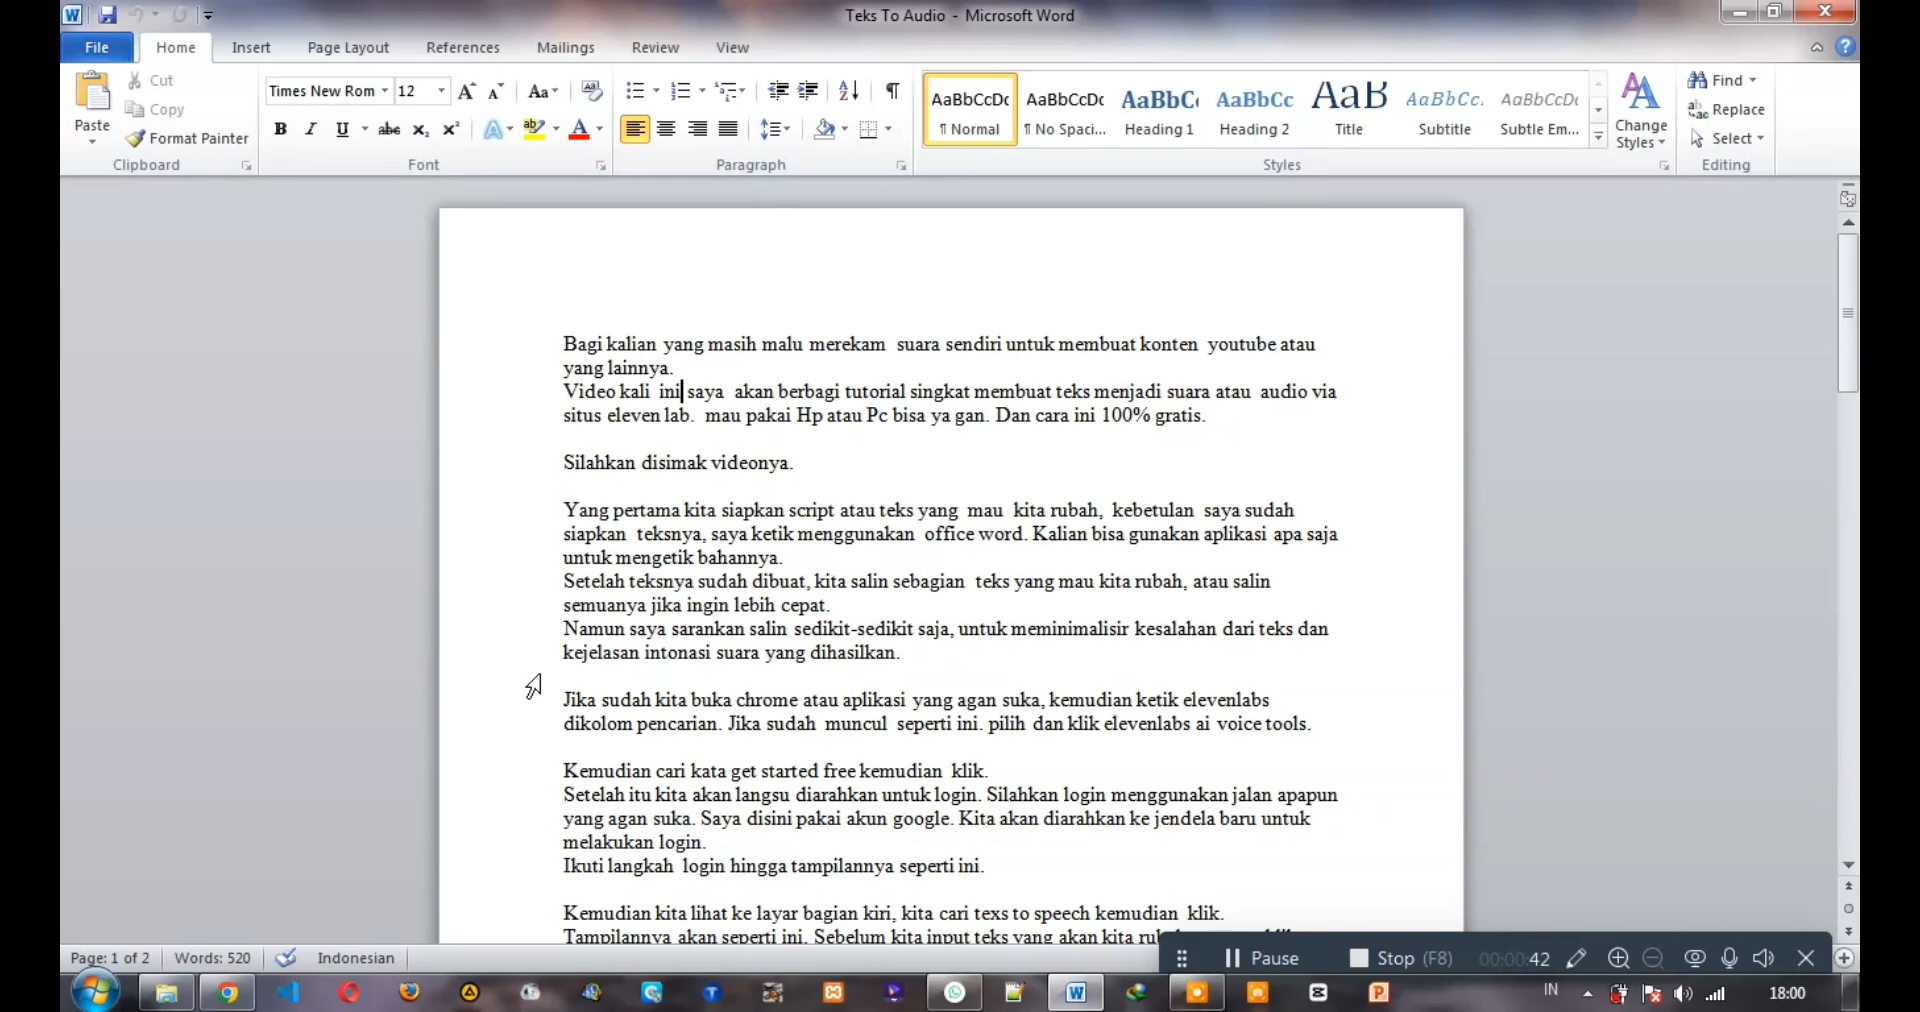 Teks To Audio - Microsoft Word
File Home Insert Page Layout References Mailings Review View
Paste
Cut
Copy
Format Painter
Clipboard
Times New Rom 12
Font
Paragraph
AaBbCcDc AaBbCcDc AaBbC AaBbCc AaB AaBbCc. AaBbCcDc
¶ Normal ¶ No Spaci... Heading 1 Heading 2 Title Subtitle Subtle Em...
Styles
Change
Styles
Find
Replace
Select
Editing
Bagi kalian yang masih malu merekam suara sendiri untuk membuat konten youtube atau
yang lainnya.
Video kali ini saya akan berbagi tutorial singkat membuat teks menjadi suara atau audio via
situs eleven lab. mau pakai Hp atau Pc bisa ya gan. Dan cara ini 100% gratis.
Silahkan disimak videonya.
Yang pertama kita siapkan script atau teks yang mau kita rubah, kebetulan saya sudah
siapkan teksnya, saya ketik menggunakan office word. Kalian bisa gunakan aplikasi apa saja
untuk mengetik bahannya.
Setelah teksnya sudah dibuat, kita salin sebagian teks yang mau kita rubah, atau salin
semuanya jika ingin lebih cepat.
Namun saya sarankan salin sedikit-sedikit saja, untuk meminimalisir kesalahan dari teks dan
kejelasan intonasi suara yang dihasilkan.
Jika sudah kita buka chrome atau aplikasi yang agan suka, kemudian ketik elevenlabs
dikolom pencarian. Jika sudah muncul seperti ini. pilih dan klik elevenlabs ai voice tools.
Kemudian cari kata get started free kemudian klik.
Setelah itu kita akan langsu diarahkan untuk login. Silahkan login menggunakan jalan apapun
yang agan suka. Saya disini pakai akun google. Kita akan diarahkan ke jendela baru untuk
melakukan login.
Ikuti langkah login hingga tampilannya seperti ini.
Kemudian kita lihat ke layar bagian kiri, kita cari texs to speech kemudian klik.
Tampilannya akan seperti ini. Sebelum kita input teks yang akan kita
Page: 1 of 2 Words: 520 Indonesian
Pause Stop (F8) 00:00:42
IN 18:00